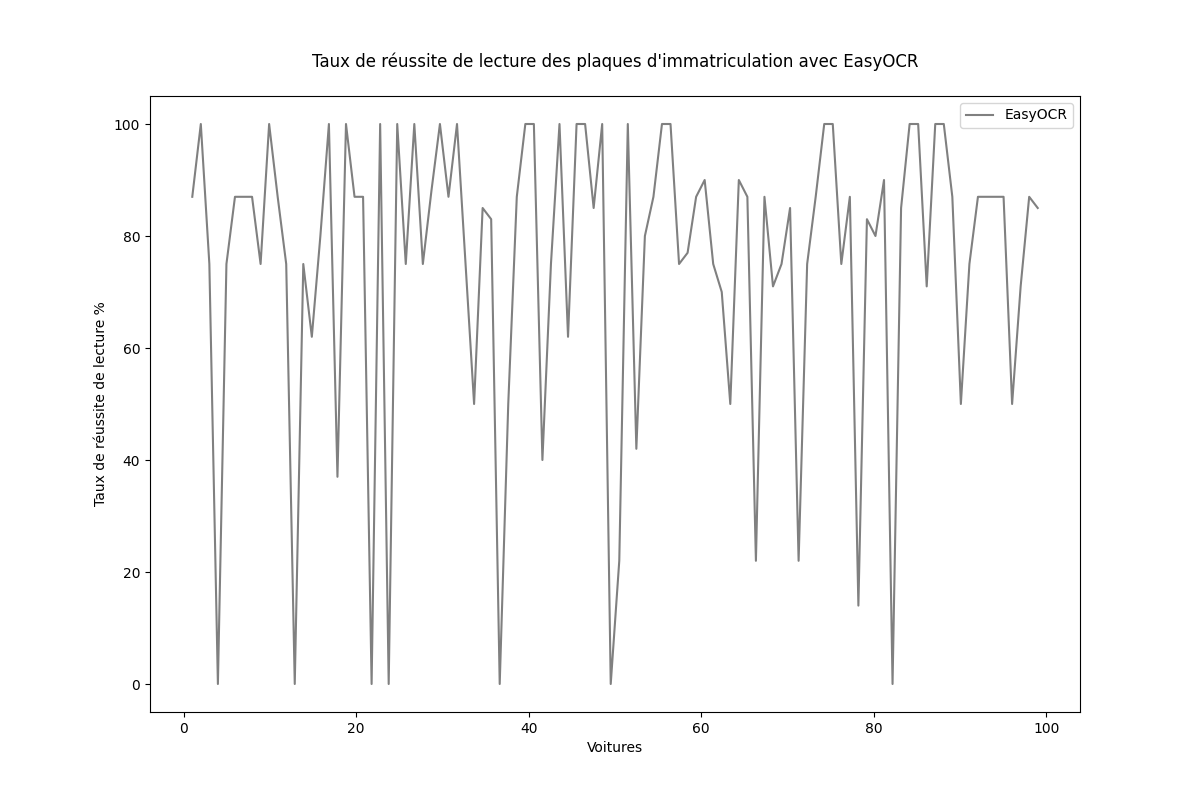 Taux de réussite de lecture des plaques d'immatriculation avec EasyOCR
EasyOCR
100
80
60
40
20
0
Taux de réussite de lecture %
0 20 40 60 80 100
Voitures